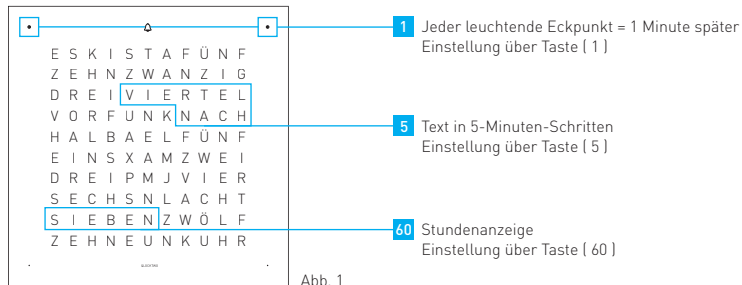 1 Jeder leuchtende Eckpunkt = 1 Minute später
Einstellung über Taste ( 1 )
E S K I S T A F Ü N F
Z E H N Z W A N Z I G
D R E I V I E R T E L
V O R F U N K N A C H
H A L B A E L F Ü N F
E I N S X A M Z W E I
D R E I P M J V I E R
S E C H S N L A C H T
S I E B E N Z W Ö L F
Z E H N E U N K U H R
5 Text in 5-Minuten-Schritten
Einstellung über Taste ( 5 )
60 Stundenanzeige
Einstellung über Taste ( 60 )
Abb. 1